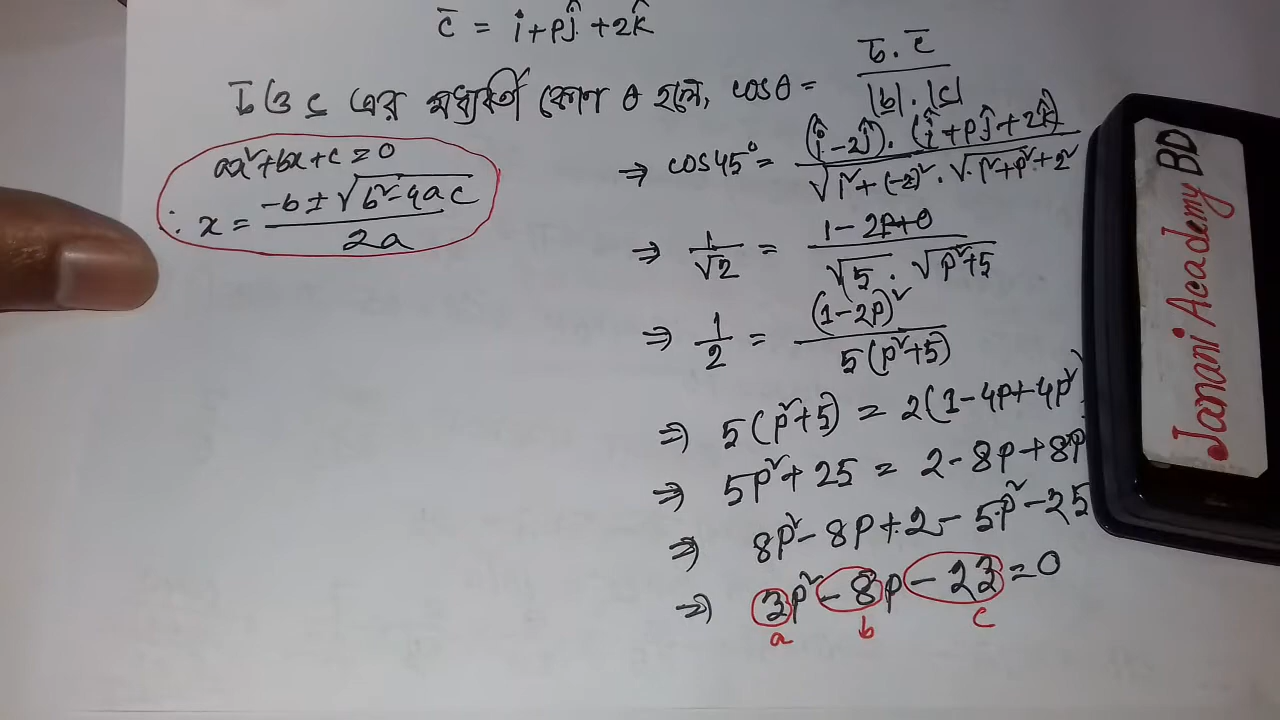 c̄ = i+pĵ+2k̂
b̄ ও c̲ এর মধ্যবর্তী কোণ θ হলে, cosθ = b̄.c̄ / |b̲|.|c̲|
ax²+bx+c=0
∴ x = -b±√b²-4ac / 2a
⇒ cos45° = (î-2ĵ).(î+pĵ+2k̂) / √1²+(-2)².√1²+p²+2²
⇒ 1/√2 = 1-2p+0 / √5.√p²+5
⇒ 1/2 = (1-2p)² / 5(p²+5)
⇒ 5(p²+5) = 2(1-4p+4p²
⇒ 5p²+25 = 2-8p+8p
⇒ 8p²-8p+2-5p²-25
⇒ 3p²-8p-23=0
a b c
Janani Academy BD